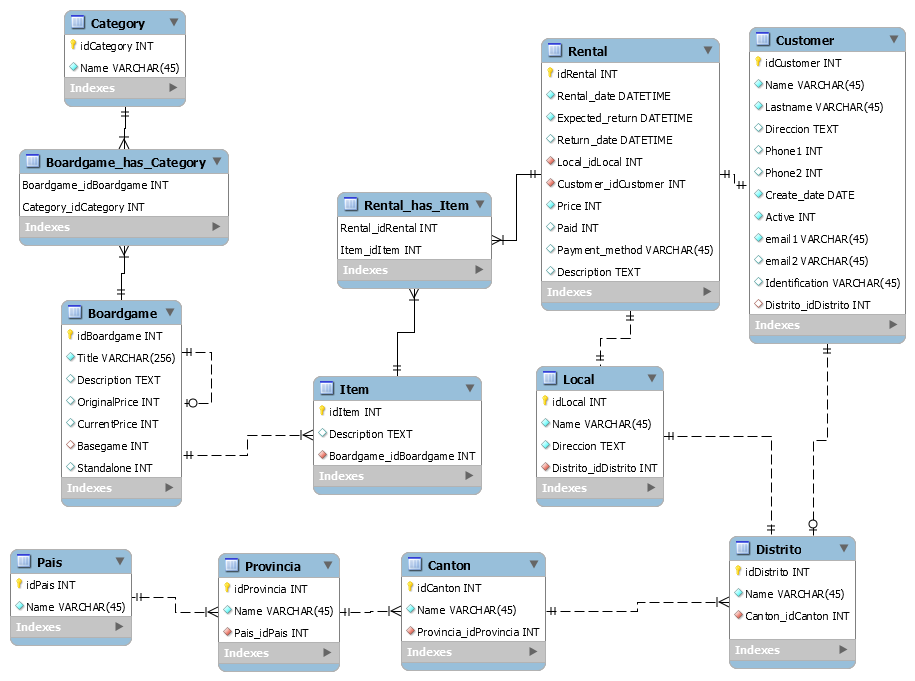 Category
idCategory INT
Name VARCHAR(45)
Indexes
Boardgame_has_Category
Boardgame_idBoardgame INT
Category_idCategory INT
Indexes
Boardgame
idBoardgame INT
Title VARCHAR(256)
Description TEXT
OriginalPrice INT
CurrentPrice INT
Basegame INT
Standalone INT
Indexes
Rental_has_Item
Rental_idRental INT
Item_idItem INT
Indexes
Item
idItem INT
Description TEXT
Boardgame_idBoardgame INT
Indexes
Rental
idRental INT
Rental_date DATETIME
Expected_return DATETIME
Return_date DATETIME
Local_idLocal INT
Customer_idCustomer INT
Price INT
Paid INT
Payment_method VARCHAR(45)
Description TEXT
Indexes
Customer
idCustomer INT
Name VARCHAR(45)
Lastname VARCHAR(45)
Direccion TEXT
Phone1 INT
Phone2 INT
Create_date DATE
Active INT
email1 VARCHAR(45)
email2 VARCHAR(45)
Identification VARCHAR(45)
Distrito_idDistrito INT
Indexes
Local
idLocal INT
Name VARCHAR(45)
Direccion TEXT
Distrito_idDistrito INT
Indexes
Pais
idPais INT
Name VARCHAR(45)
Indexes
Provincia
idProvincia INT
Name VARCHAR(45)
Pais_idPais INT
Indexes
Canton
idCanton INT
Name VARCHAR(45)
Provincia_idProvincia INT
Indexes
Distrito
idDistrito INT
Name VARCHAR(45)
Canton_idCanton INT
Indexes